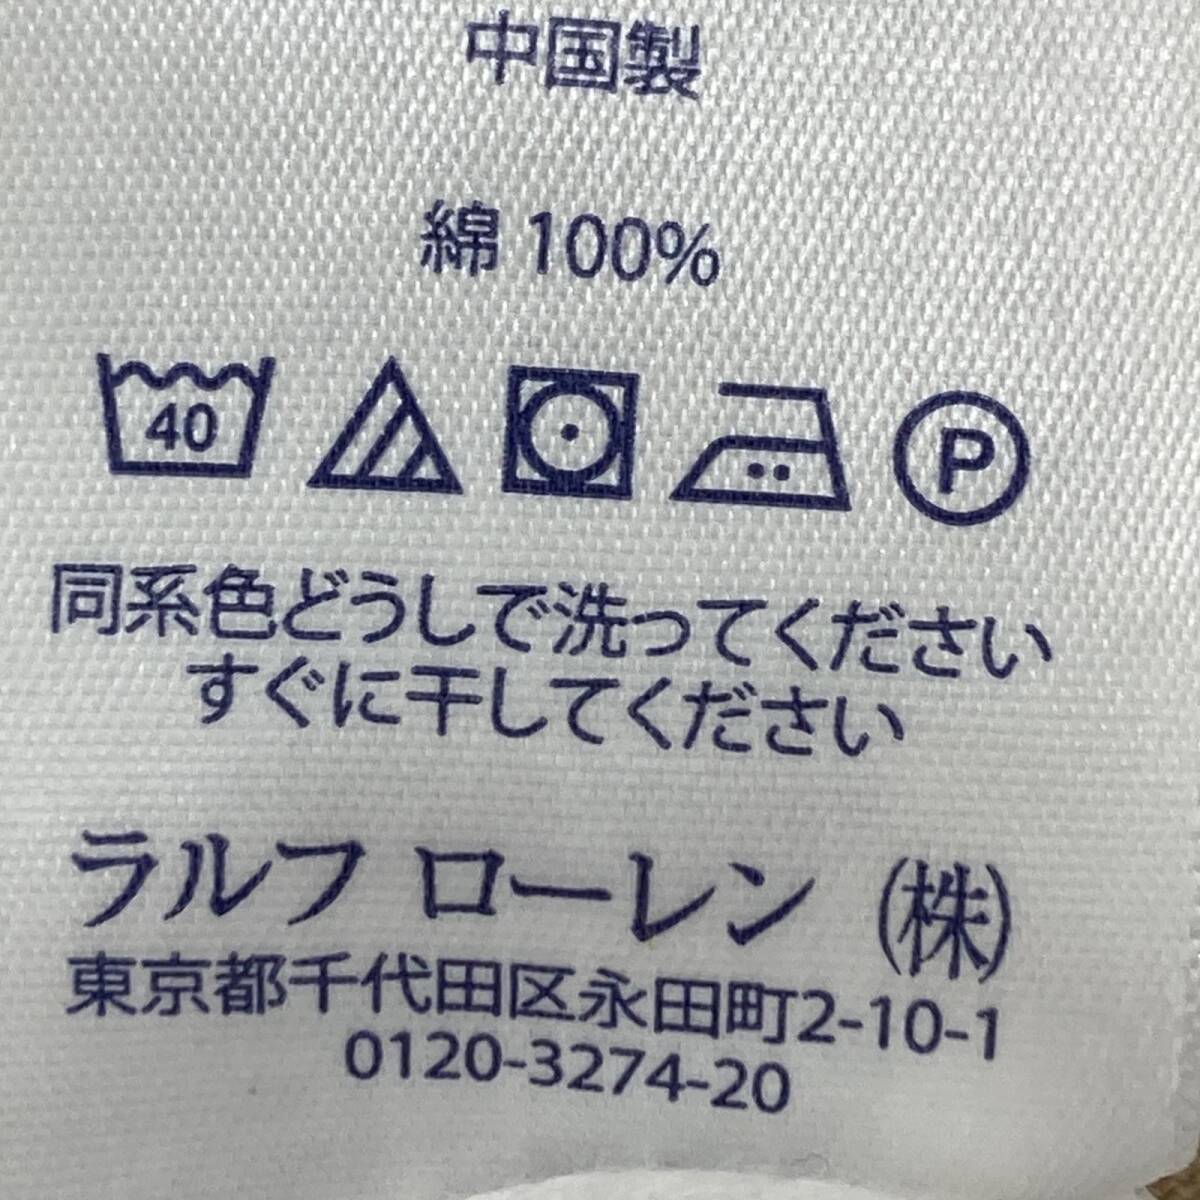 中国製
綿 100%
40 P
同系色どうしで洗ってください
すぐに干してください
ラルフ ローレン (株)
東京都千代田区永田町2-10-1
0120-3274-20